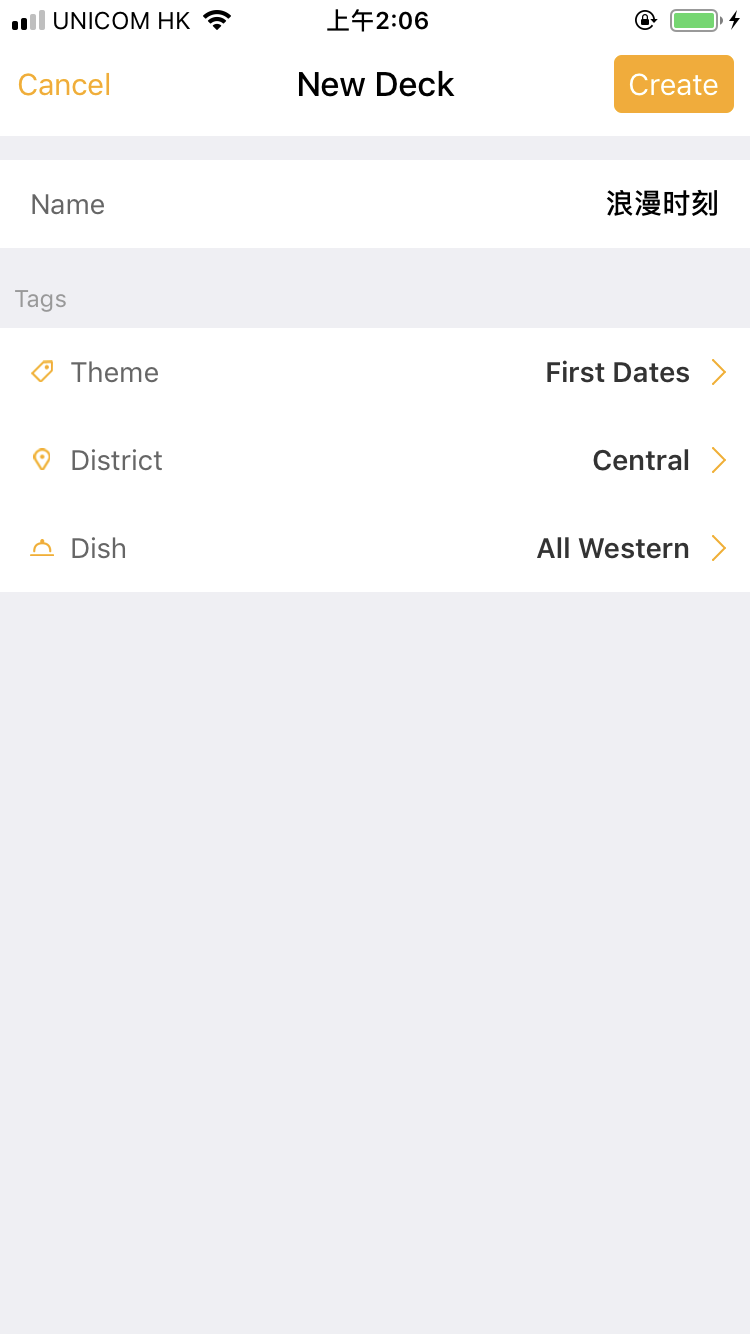 UNICOM HK 上午2:06
Cancel New Deck Create
Name 浪漫时刻
Tags
Theme First Dates
District Central
Dish All Western